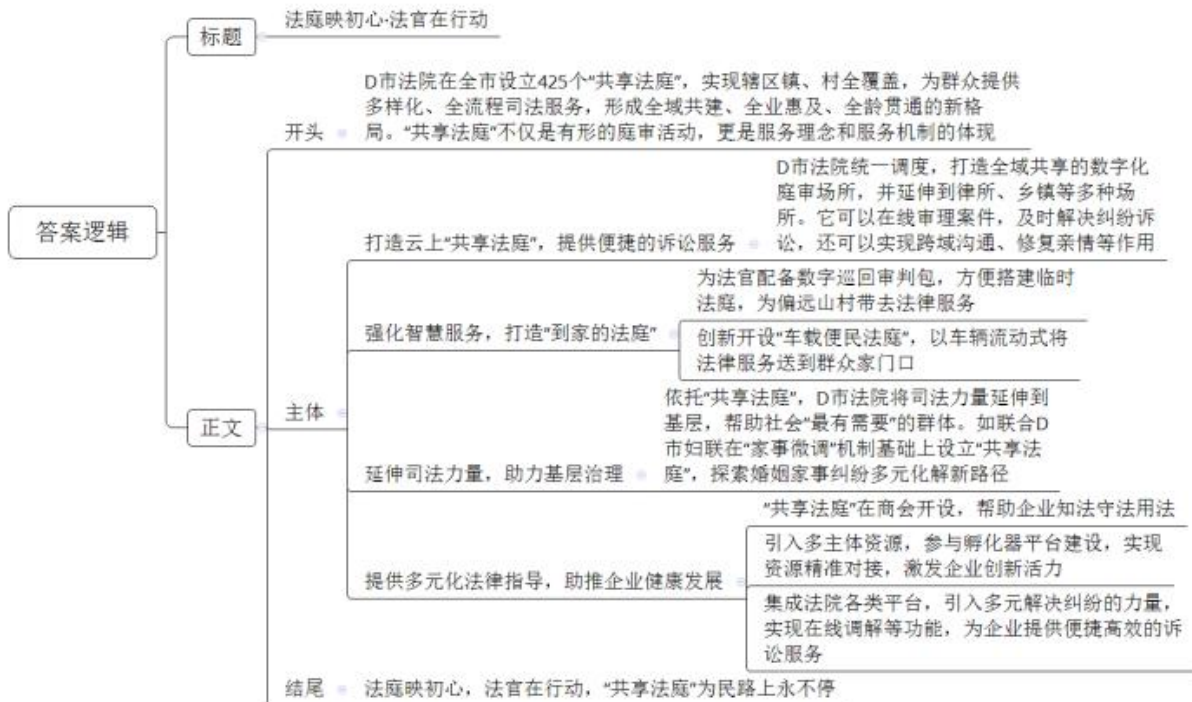 法庭映初心·法官在行动
标题
D市法院在全市设立425个“共享法庭”，实现辖区镇、村全覆盖，为群众提供
多样化、全流程司法服务，形成全域共建、全业惠及、全龄贯通的新格
开头
局。“共享法庭”不仅是有形的庭审活动，更是服务理念和服务机制的体现
D市法院统一调度，打造全域共享的数字化
庭审场所，并延伸到律所、乡镇等多种场
所。它可以在线审理案件，及时解决纠纷诉
答案逻辑
打造云上“共享法庭”，提供便捷的诉讼服务
讼，还可以实现跨域沟通、修复亲情等作用
为法官配备数字巡回审判包，方便搭建临时
法庭，为偏远山村带去法律服务
强化智慧服务，打造“到家的法庭”
创新开设“车载便民法庭”，以车辆流动式将
法律服务送到群众家门口
主体
正文
依托“共享法庭”，D市法院将司法力量延伸到
基层，帮助社会“最有需要”的群体。如联合D
市妇联在“家事微调”机制基础上设立“共享法
延伸司法力量，助力基层治理
庭”，探索婚姻家事纠纷多元化解新路径
“共享法庭”在商会开设，帮助企业知法守法用法
引入多主体资源，参与孵化器平台建设，实现
资源精准对接，激发企业创新活力
提供多元化法律指导，助推企业健康发展
集成法院各类平台，引入多元解决纠纷的力量，
实现在线调解等功能，为企业提供便捷高效的诉
讼服务
结尾
法庭映初心，法官在行动，“共享法庭”为民路上永不停